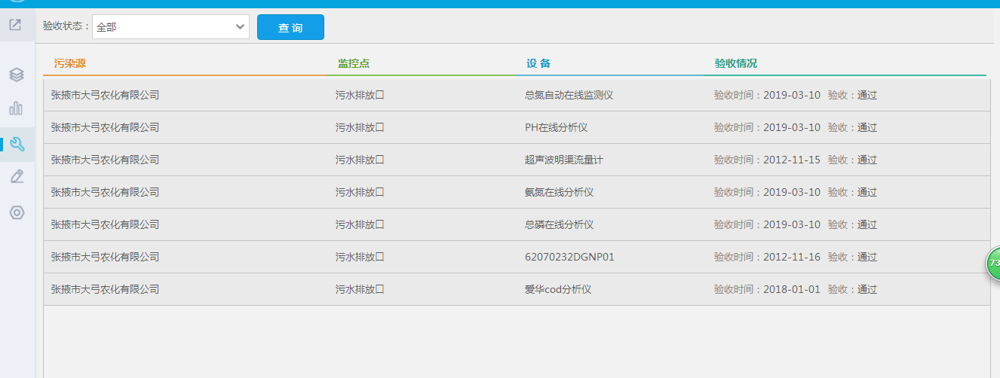 验收状态： 全部 查 询
污染源 监控点 设 备 验收情况
张掖市大弓农化有限公司 污水排放口 总氮自动在线监测仪 验收时间：2019-03-10 验收：通过
张掖市大弓农化有限公司 污水排放口 PH在线分析仪 验收时间：2019-03-10 验收：通过
张掖市大弓农化有限公司 污水排放口 超声波明渠流量计 验收时间：2012-11-15 验收：通过
张掖市大弓农化有限公司 污水排放口 氨氮在线分析仪 验收时间：2019-03-10 验收：通过
张掖市大弓农化有限公司 污水排放口 总磷在线分析仪 验收时间：2019-03-10 验收：通过
张掖市大弓农化有限公司 污水排放口 62070232DGNP01 验收时间：2012-11-16 验收：通过
73
张掖市大弓农化有限公司 污水排放口 爱华cod分析仪 验收时间：2018-01-01 验收：通过